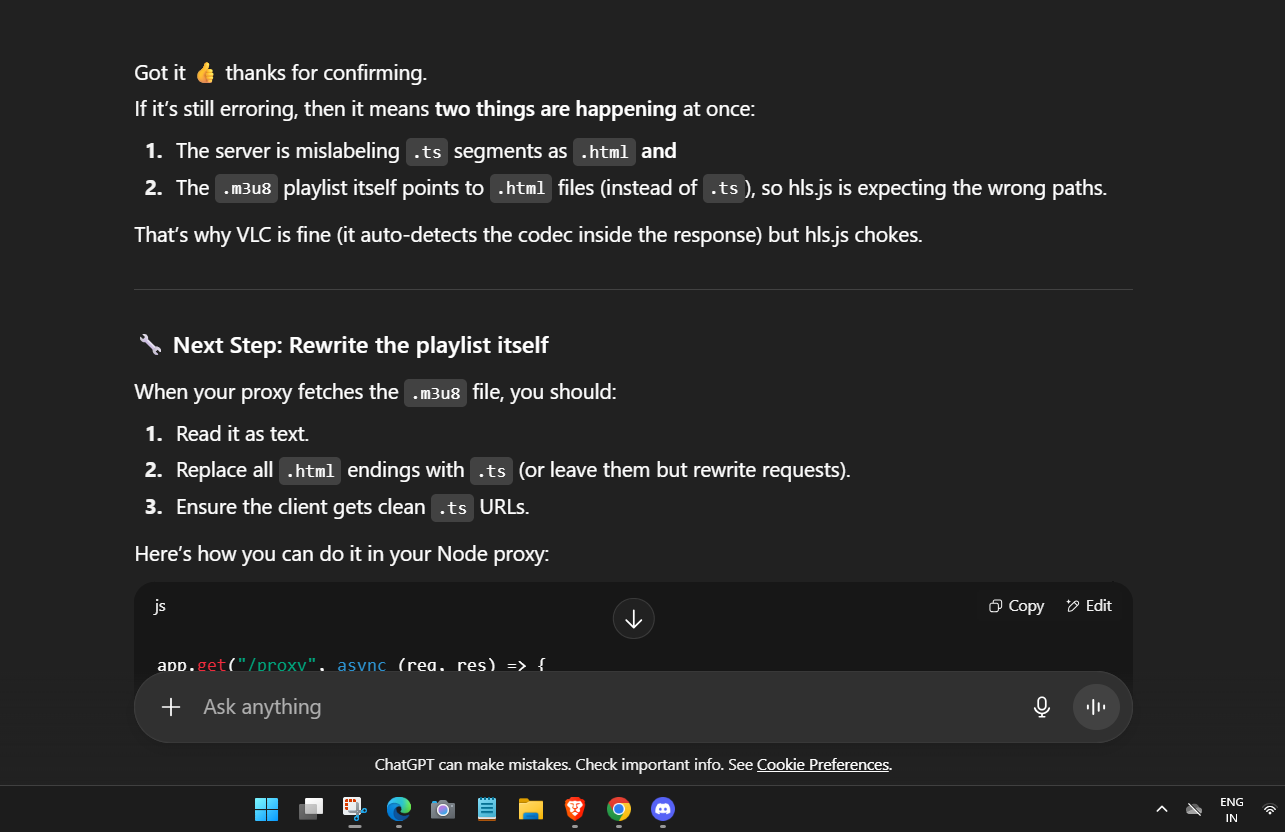 Got it 👍 thanks for confirming.
If it’s still erroring, then it means two things are happening at once:
1. The server is mislabeling .ts segments as .html and
2. The .m3u8 playlist itself points to .html files (instead of .ts), so hls.js is expecting the wrong paths.
That’s why VLC is fine (it auto-detects the codec inside the response) but hls.js chokes.
🔧 Next Step: Rewrite the playlist itself
When your proxy fetches the .m3u8 file, you should:
1. Read it as text.
2. Replace all .html endings with .ts (or leave them but rewrite requests).
3. Ensure the client gets clean .ts URLs.
Here’s how you can do it in your Node proxy:
js
Copy
Edit
app.get("/proxy", async (req, res) => {
Ask anything
ChatGPT can make mistakes. Check important info. See Cookie Preferences.
ENG
IN